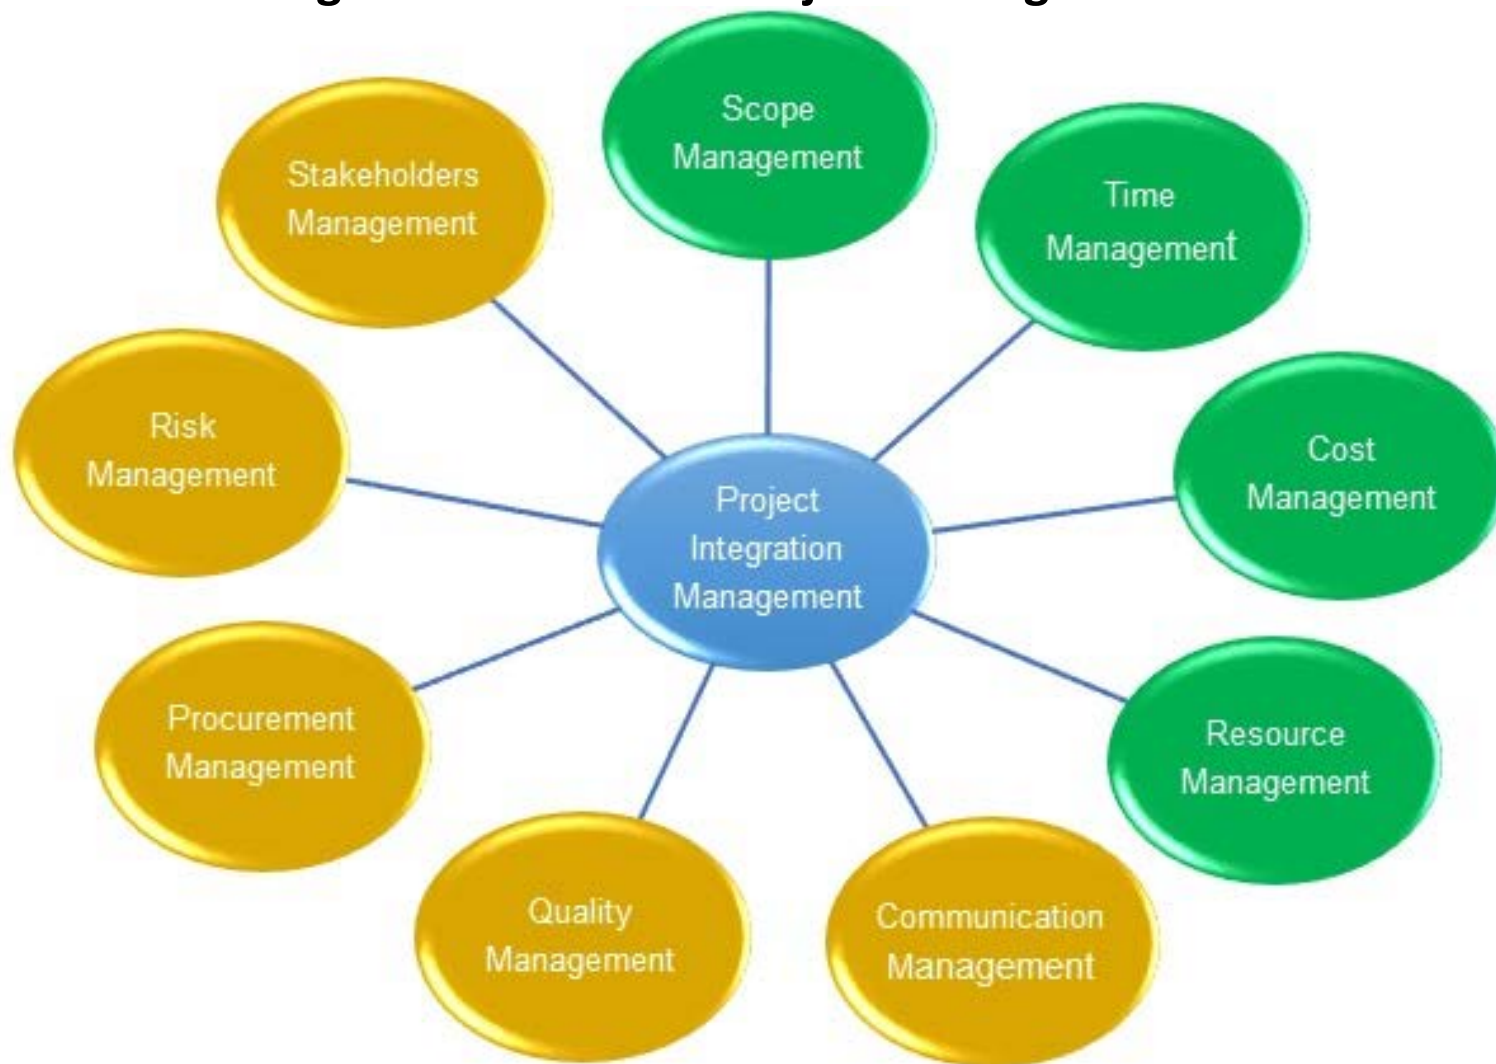 Scope
Management
Time
Management
Cost
Management
Resource
Management
Communication
Management
Quality
Management
Procurement
Management
Risk
Management
Stakeholders
Management
Project
Integration
Management